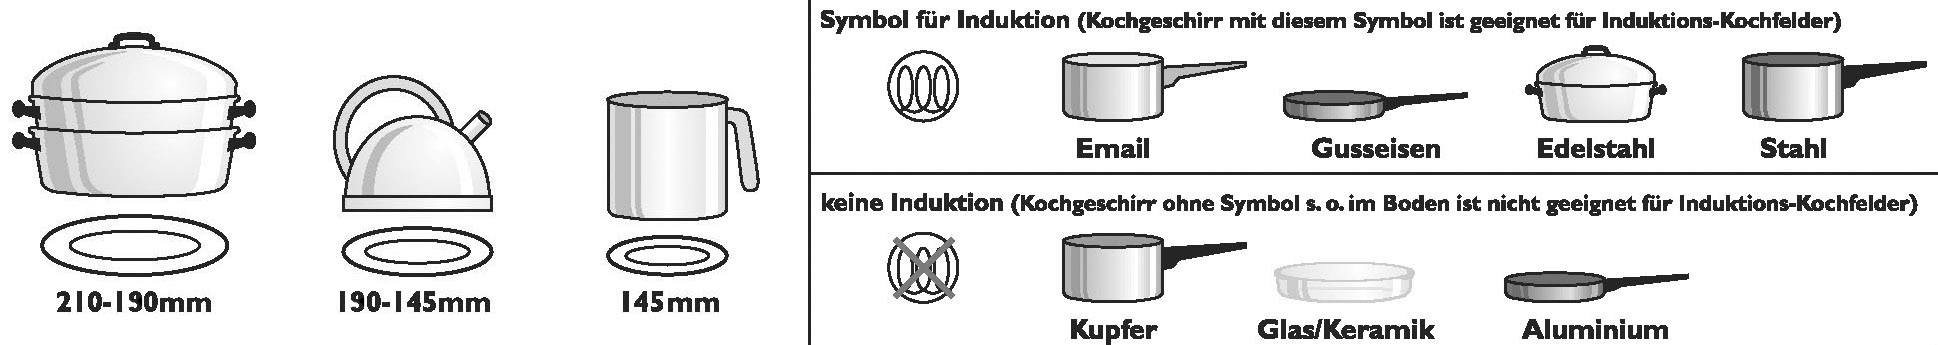 210-190mm
190-145mm
145mm
Symbol für Induktion (Kochgeschirr mit diesem Symbol ist geeignet für Induktions-Kochfelder)
Email
Gusseisen
Edelstahl
Stahl
keine Induktion (Kochgeschirr ohne Symbol s. o. im Boden ist nicht geeignet für Induktions-Kochfelder)
Kupfer
Glas/Keramik
Aluminium